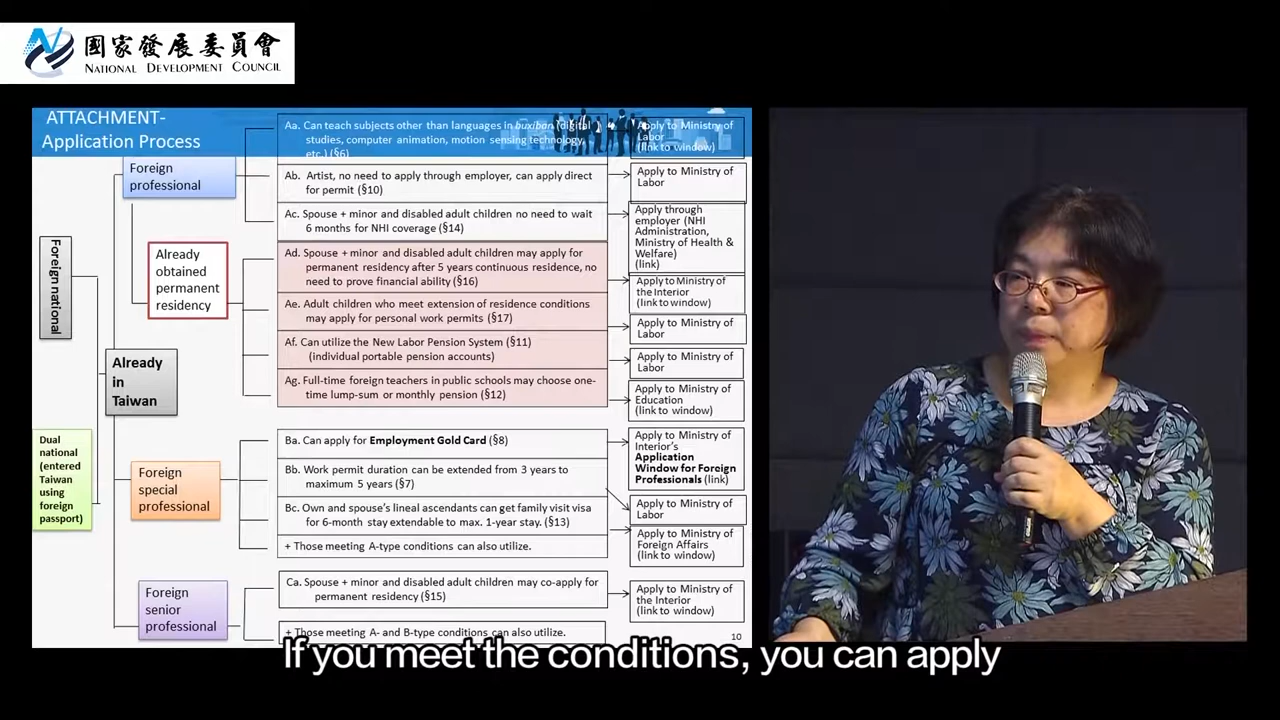 國家發展委員會
NATIONAL DEVELOPMENT COUNCIL
ATTACHMENT-
Application Process
Foreign national
Dual
national
(entered
Taiwan
using
foreign
passport)
Already
in
Taiwan
Foreign
professional
Already
obtained
permanent
residency
Foreign
special
professional
Foreign
senior
professional
Aa. Can teach subjects other than languages in buxiban (digital
studies, computer animation, motion sensing technology,
etc.) (§6)
Apply to Ministry of
Labor
(link to window)
Ab. Artist, no need to apply through employer, can apply direct
for permit (§10)
Apply to Ministry of
Labor
Ac. Spouse + minor and disabled adult children no need to wait
6 months for NHI coverage (§14)
Apply through
employer (NHI
Administration,
Ministry of Health &
Welfare)
(link)
Ad. Spouse + minor and disabled adult children may apply for
permanent residency after 5 years continuous residence, no
need to prove financial ability (§16)
Apply to Ministry of
the Interior
(link to window)
Ae. Adult children who meet extension of residence conditions
may apply for personal work permits (§17)
Apply to Ministry of
Labor
Af. Can utilize the New Labor Pension System (§11)
(individual portable pension accounts)
Apply to Ministry of
Labor
Ag. Full-time foreign teachers in public schools may choose one-
time lump-sum or monthly pension (§12)
Apply to Ministry of
Education
(link to window)
Ba. Can apply for Employment Gold Card (§8)
Apply to Ministry of
Interior's
Application
Window for Foreign
Professionals (link)
Bb. Work permit duration can be extended from 3 years to
maximum 5 years (§7)
Apply to Ministry of
Labor
Bc. Own and spouse's lineal ascendants can get family visit visa
for 6-month stay extendable to max. 1-year stay. (§13)
Apply to Ministry of
Foreign Affairs
(link to window)
+ Those meeting A-type conditions can also utilize.
Ca. Spouse + minor and disabled adult children may co-apply for
permanent residency (§15)
Apply to Ministry of
the Interior
(link to window)
+ Those meeting A- and B-type conditions can also utilize.
10
If you meet the conditions, you can apply